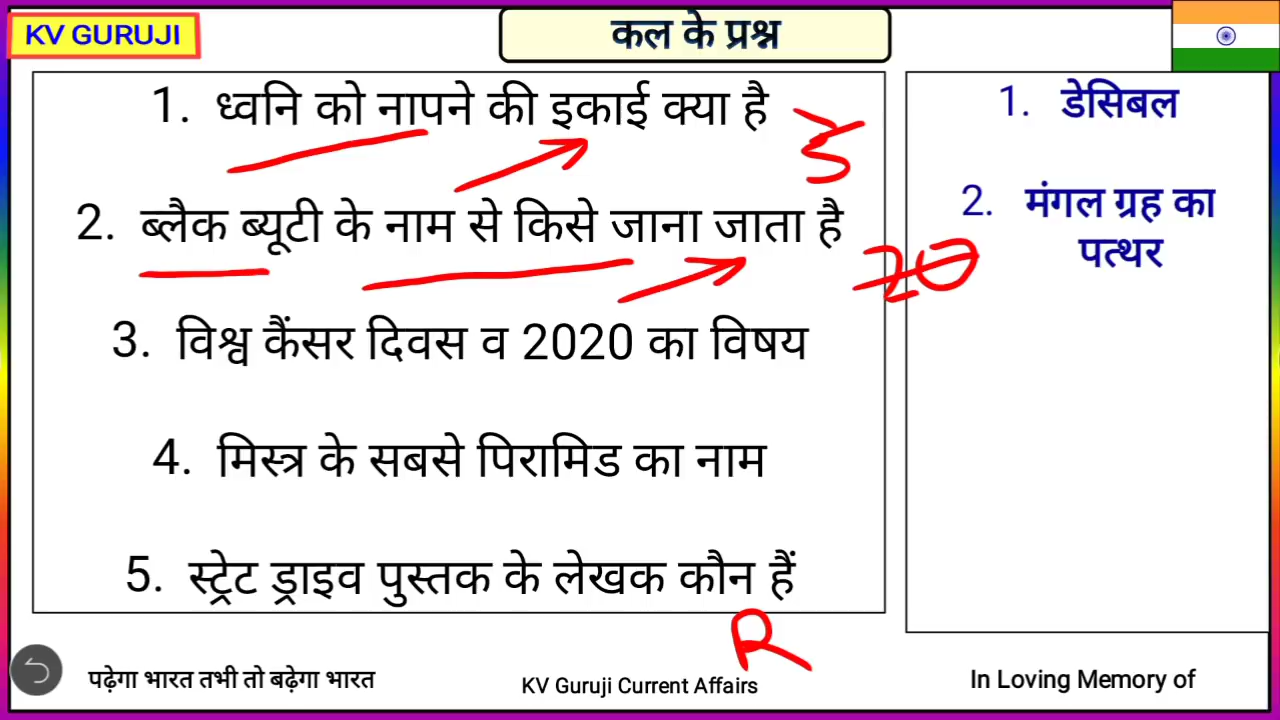 KV GURUJI
कल के प्रश्न
1. ध्वनि को नापने की इकाई क्या है
2. ब्लैक ब्यूटी के नाम से किसे जाना जाता है
3. विश्व कैंसर दिवस व 2020 का विषय
4. मिस्त्र के सबसे पिरामिड का नाम
5. स्ट्रेट ड्राइव पुस्तक के लेखक कौन हैं
1. डेसिबल
2. मंगल ग्रह का
पत्थर
R
पढ़ेगा भारत तभी तो बढ़ेगा भारत
KV Guruji Current Affairs
In Loving Memory of